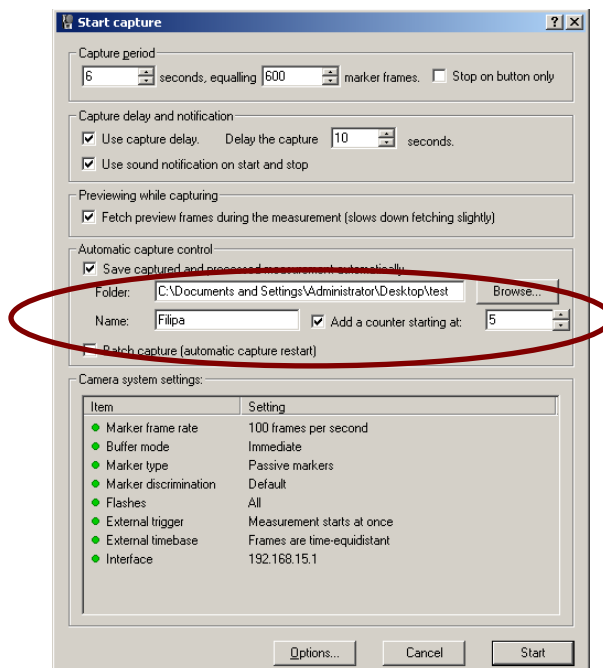 Start capture
Capture period
6 seconds, equalling 600 marker frames. Stop on button only
Capture delay and notification
Use capture delay. Delay the capture 10 seconds.
Use sound notification on start and stop
Previewing while capturing
Fetch preview frames during the measurement (slows down fetching slightly)
Automatic capture control
Save captured and processed measurement automatically
Folder: C:\Documents and Settings\Administrator\Desktop\test Browse...
Name: Filipa Add a counter starting at: 5
Batch capture (automatic capture restart)
Camera system settings:
Item Setting
Marker frame rate 100 frames per second
Buffer mode Immediate
Marker type Passive markers
Marker discrimination Default
Flashes All
External trigger Measurement starts at once
External timebase Frames are time-equidistant
Interface 192.168.15.1
Options... Cancel Start